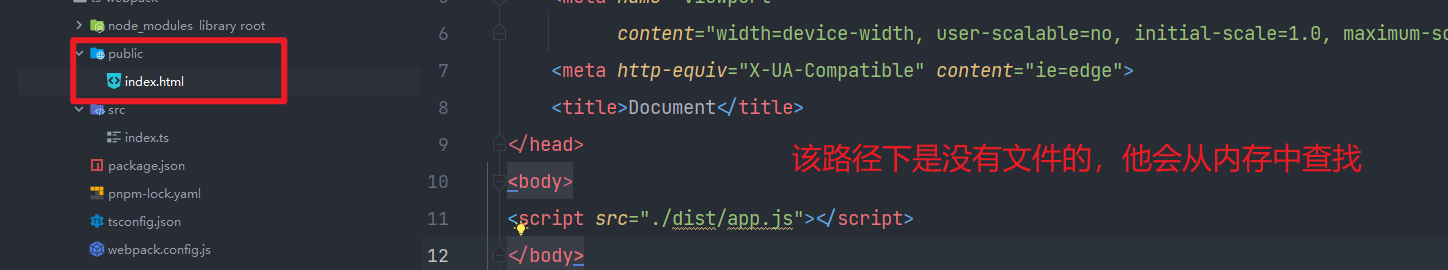 ts-webpack
node_modules library root
public
index.html
src
index.ts
package.json
pnpm-lock.yaml
tsconfig.json
webpack.config.js
6 content="width=device-width, user-scalable=no, initial-scale=1.0, maximum-sc
7 <meta http-equiv="X-UA-Compatible" content="ie=edge">
8 <title>Document</title>
9 </head>
该路径下是没有文件的，他会从内存中查找
10 <body>
11 <script src="./dist/app.js"></script>
12 </body>